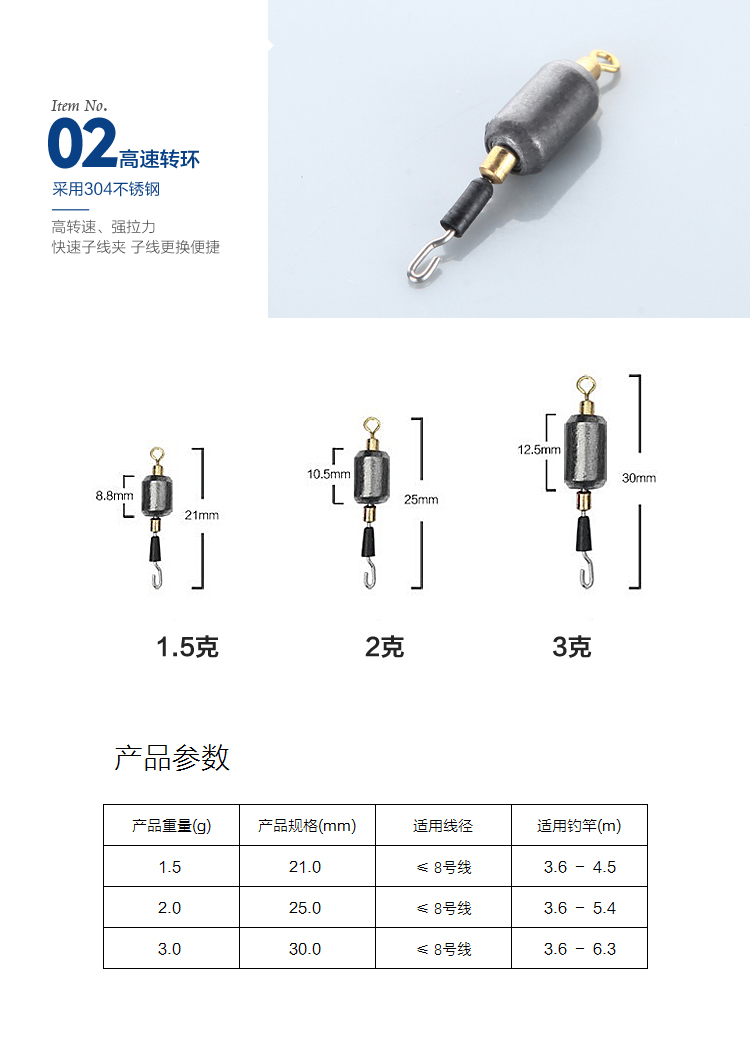 Item No.
02高速转环
采用304不锈钢
高转速、强拉力
快速子线夹 子线更换便捷
8.8mm
21mm
10.5mm
25mm
12.5mm
30mm
1.5克
2克
3克
产品参数
产品重量(g) 产品规格(mm) 适用线径 适用钓竿(m)
1.5 21.0 ≤ 8号线 3.6 － 4.5
2.0 25.0 ≤ 8号线 3.6 － 5.4
3.0 30.0 ≤ 8号线 3.6 － 6.3